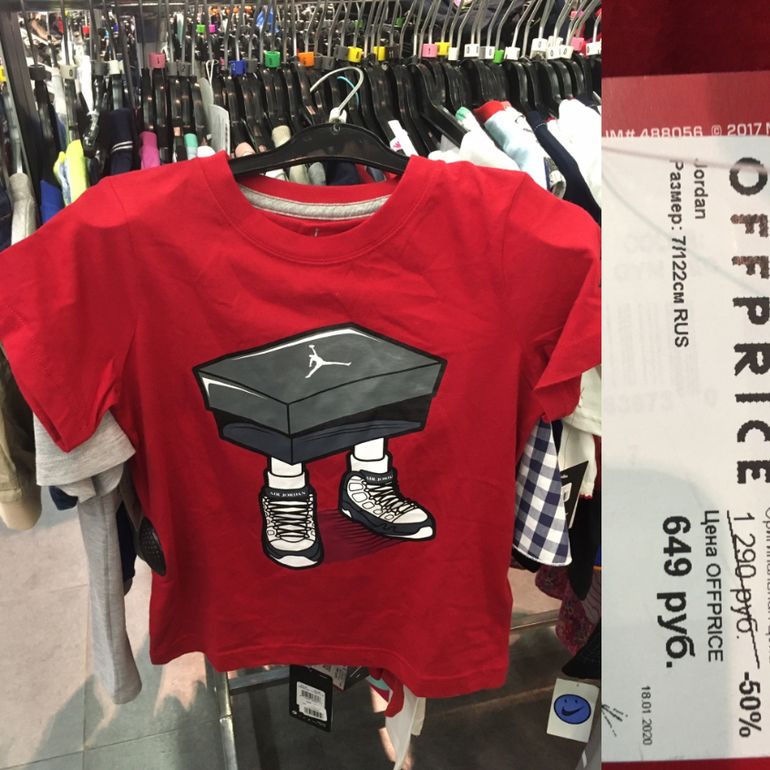 AIR JORDAN
JM# 488056 © 2017
OFFPRICE
Jordan
Размер: 7/122см RUS
1 290 руб.
-50%
Цена OFFPRICE
649 руб.
18.01.2020